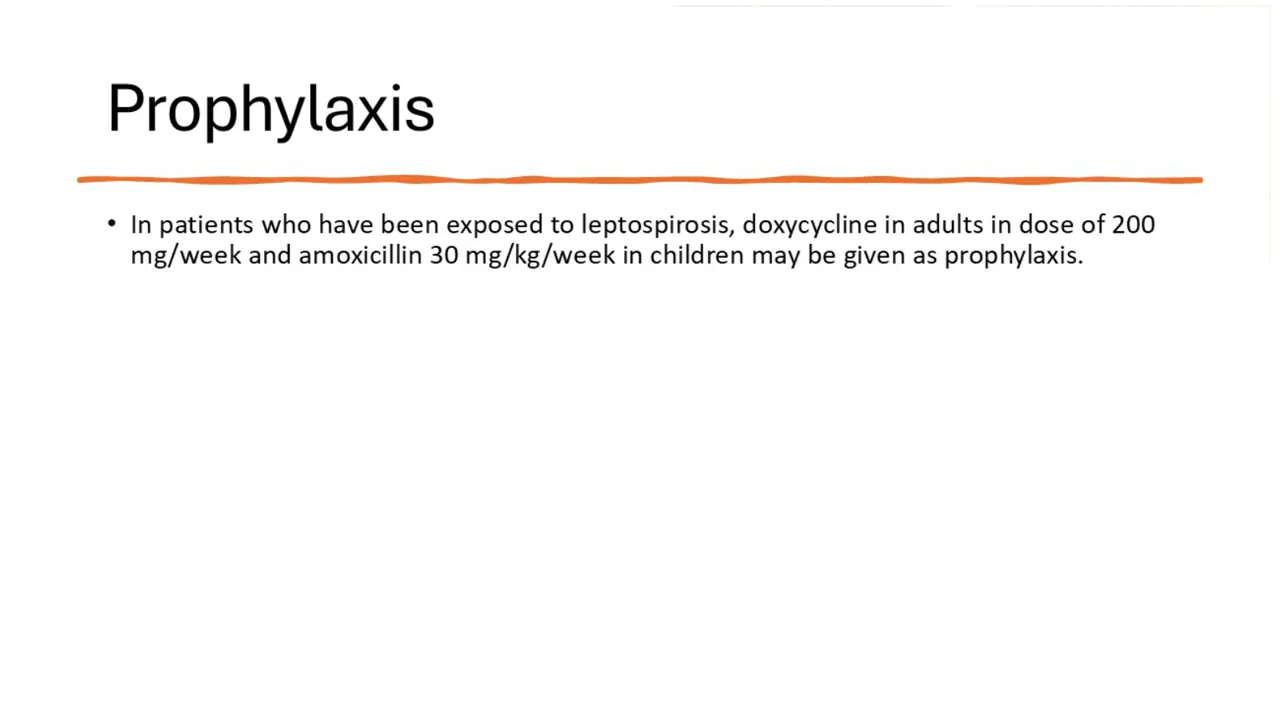 Prophylaxis
• In patients who have been exposed to leptospirosis, doxycycline in adults in dose of 200
mg/week and amoxicillin 30 mg/kg/week in children may be given as prophylaxis.